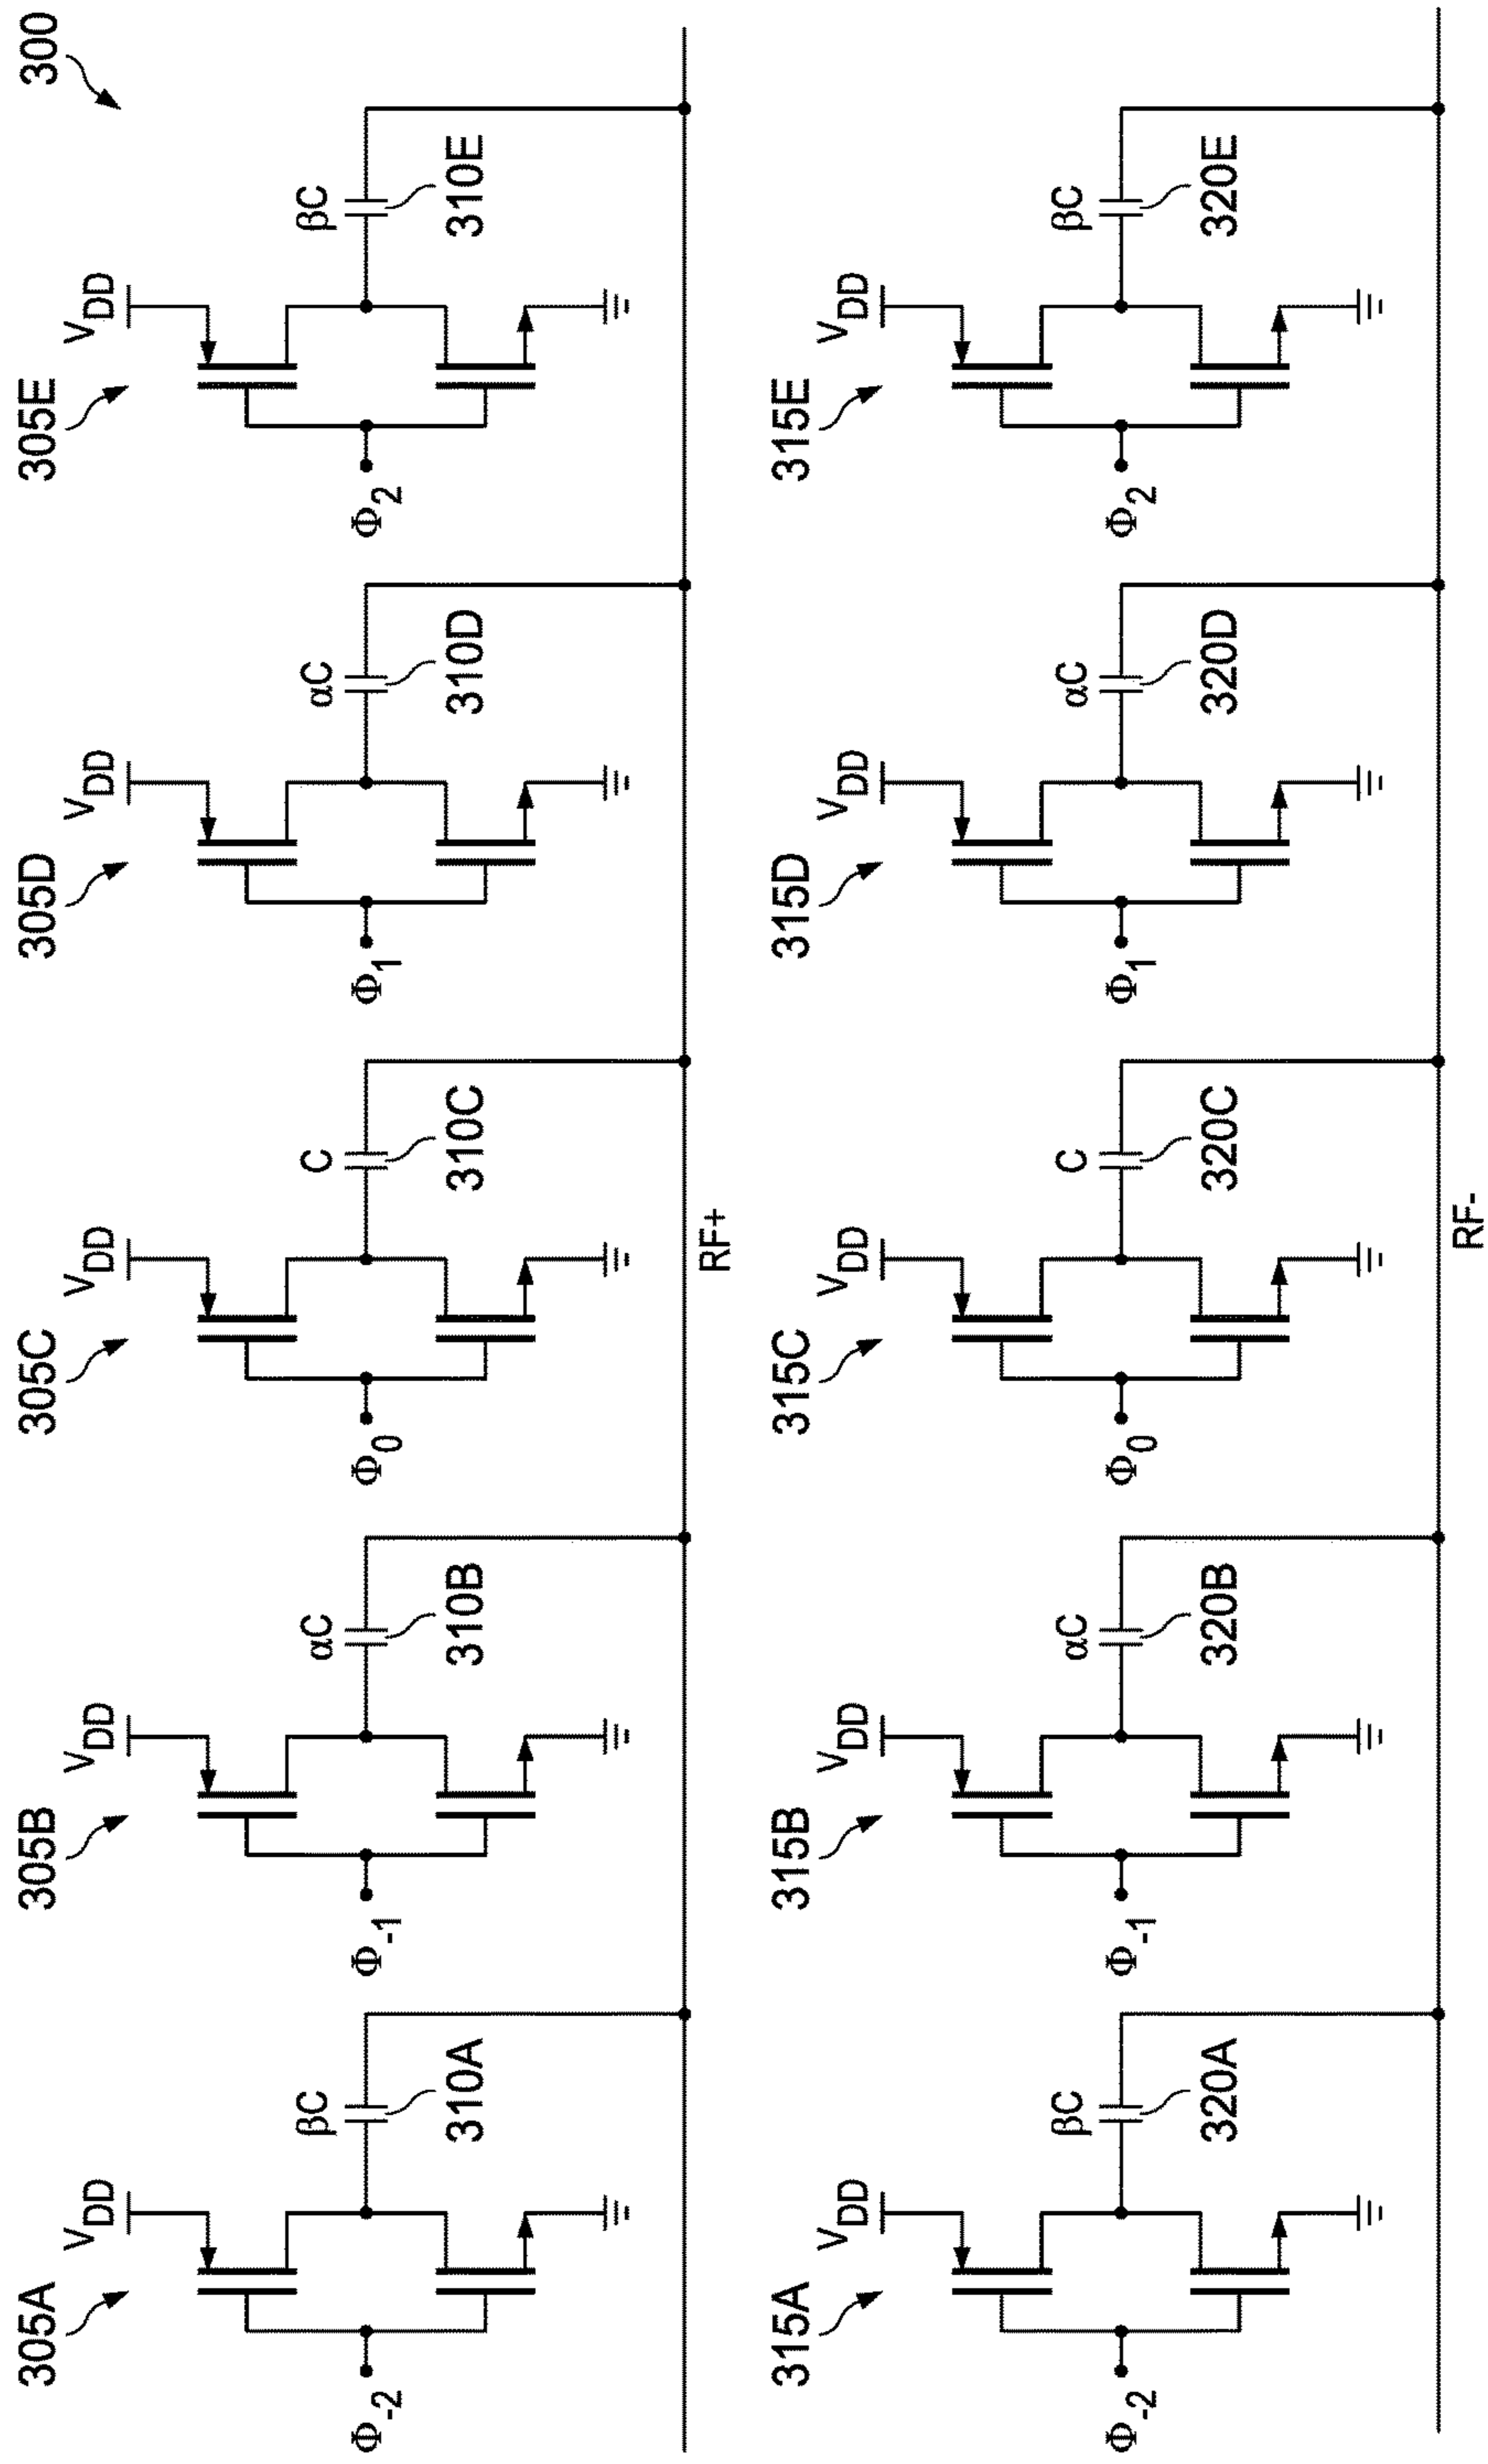 300
305A 305B 305C 305D 305E
V_DD V_DD V_DD V_DD V_DD
βC αC C αC βC
Φ_-2 Φ_-1 Φ_0 Φ_1 Φ_2
310A 310B 310C 310D 310E
RF+
315A 315B 315C 315D 315E
V_DD V_DD V_DD V_DD V_DD
βC αC C αC βC
Φ_-2 Φ_-1 Φ_0 Φ_1 Φ_2
320A 320B 320C 320D 320E
RF-